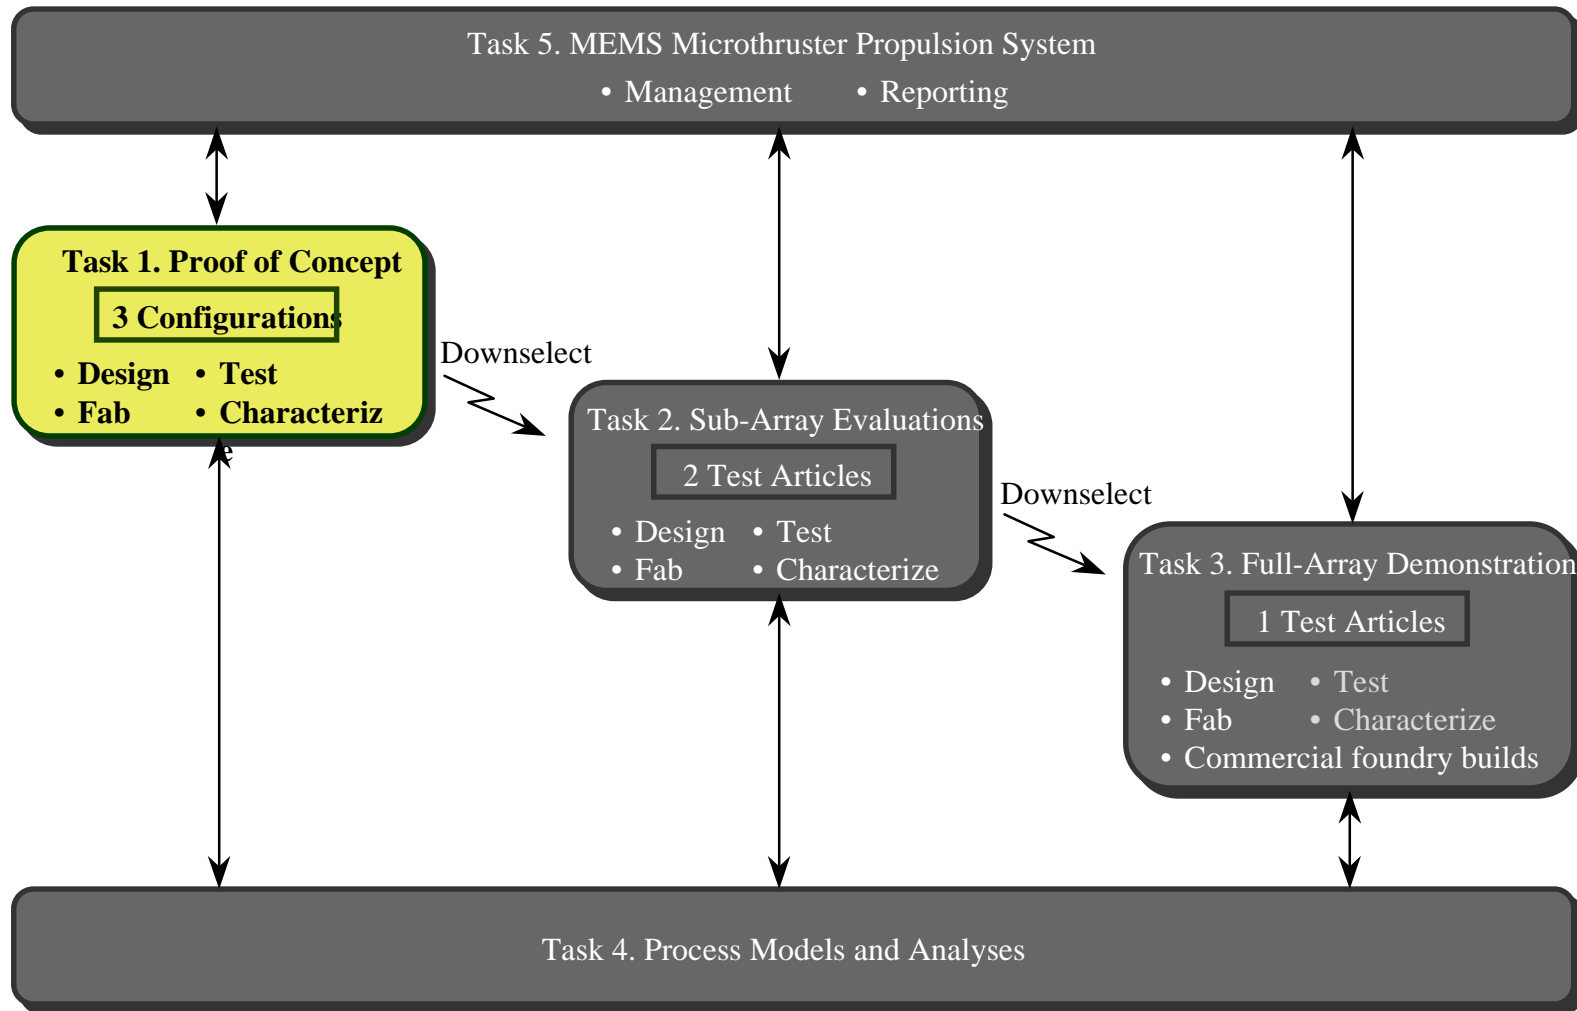 Task 5. MEMS Microthruster Propulsion System
• Management • Reporting
Task 1. Proof of Concept
3 Configurations
• Design • Test
• Fab • Characteriz
e
Downselect
Task 2. Sub-Array Evaluations
2 Test Articles
• Design • Test
• Fab • Characterize
Downselect
Task 3. Full-Array Demonstration
1 Test Articles
• Design • Test
• Fab • Characterize
• Commercial foundry builds
Task 4. Process Models and Analyses